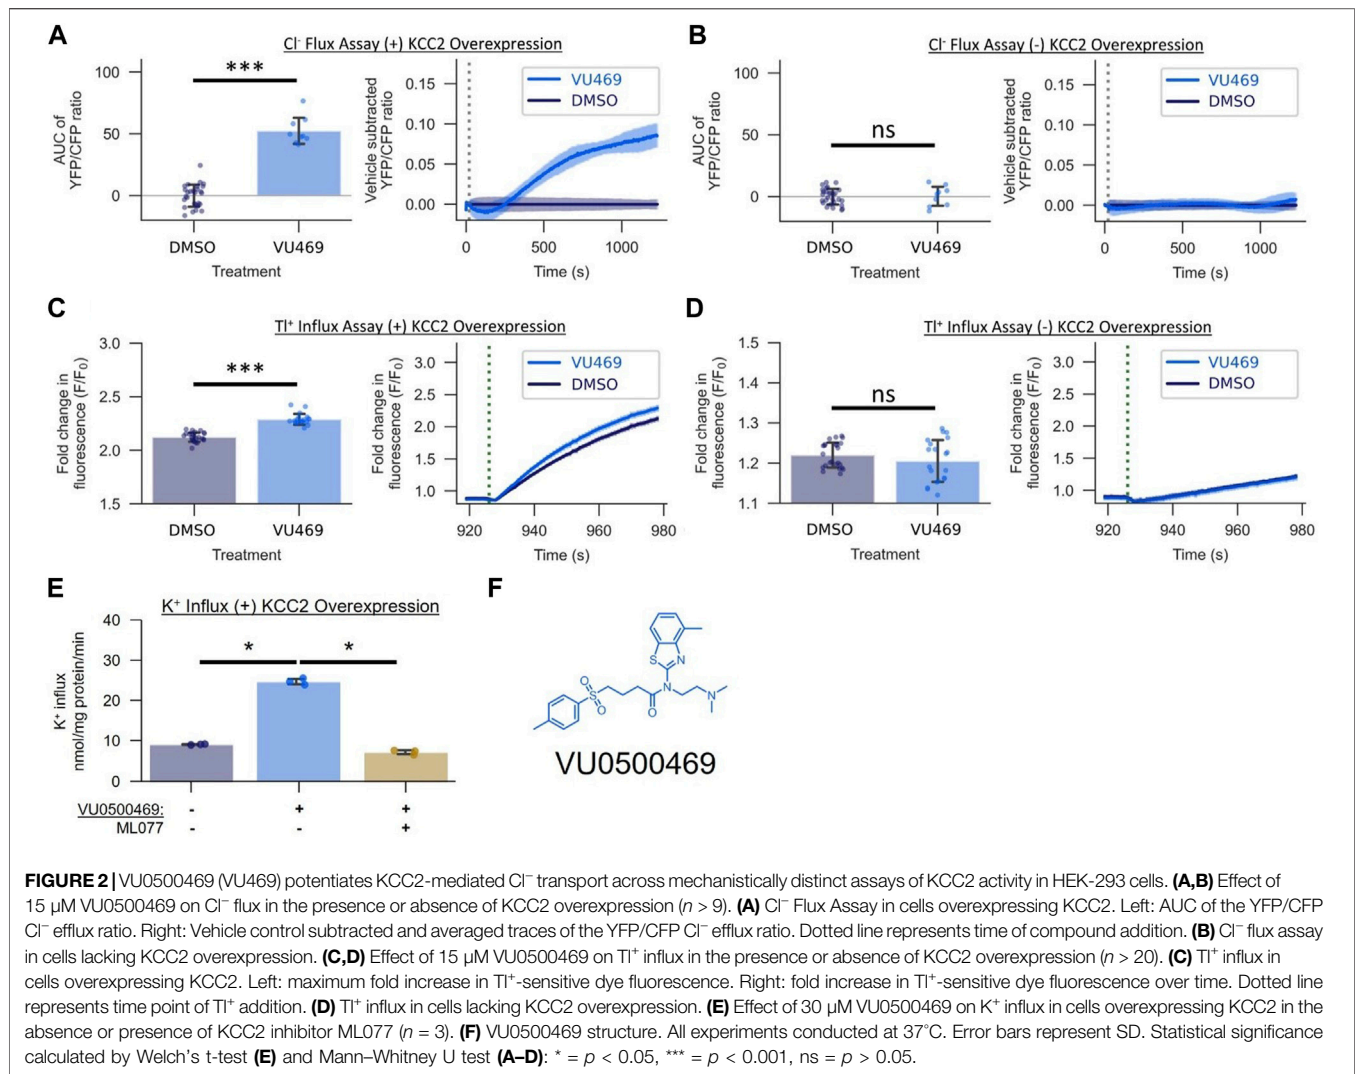 A
Cl⁻ Flux Assay (+) KCC2 Overexpression
AUC of
YFP/CFP ratio
100
50
0
***
DMSO
VU469
Treatment
Vehicle subtracted
YFP/CFP ratio
0.15
0.10
0.05
0.00
VU469
DMSO
0
500
1000
Time (s)
B
Cl⁻ Flux Assay (-) KCC2 Overexpression
AUC of
YFP/CFP ratio
100
50
0
ns
DMSO
VU469
Treatment
Vehicle subtracted
YFP/CFP ratio
0.15
0.10
0.05
0.00
VU469
DMSO
0
500
1000
Time (s)
C
Tl⁺ Influx Assay (+) KCC2 Overexpression
Fold change in
fluorescence (F/F₀)
3.0
2.5
2.0
1.5
***
DMSO
VU469
Treatment
Fold change in
fluorescence (F/F₀)
3.0
2.5
2.0
1.5
1.0
VU469
DMSO
920
940
960
980
Time (s)
D
Tl⁺ Influx Assay (-) KCC2 Overexpression
Fold change in
fluorescence (F/F₀)
1.5
1.4
1.3
1.2
1.1
ns
DMSO
VU469
Treatment
Fold change in
fluorescence (F/F₀)
3.0
2.5
2.0
1.5
1.0
VU469
DMSO
920
940
960
980
Time (s)
E
K⁺ Influx (+) KCC2 Overexpression
K⁺ influx
nmol/mg protein/min
40
30
20
10
0
*
*
VU0500469: - + +
ML077 - - +
F
S
N
N
N
O
O
S
O
VU0500469
FIGURE 2 | VU0500469 (VU469) potentiates KCC2-mediated Cl⁻ transport across mechanistically distinct assays of KCC2 activity in HEK-293 cells. (A,B) Effect of
15 µM VU0500469 on Cl⁻ flux in the presence or absence of KCC2 overexpression (n > 9). (A) Cl⁻ Flux Assay in cells overexpressing KCC2. Left: AUC of the YFP/CFP
Cl⁻ efflux ratio. Right: Vehicle control subtracted and averaged traces of the YFP/CFP Cl⁻ efflux ratio. Dotted line represents time of compound addition. (B) Cl⁻ flux assay
in cells lacking KCC2 overexpression. (C,D) Effect of 15 µM VU0500469 on Tl⁺ influx in the presence or absence of KCC2 overexpression (n > 20). (C) Tl⁺ influx in
cells overexpressing KCC2. Left: maximum fold increase in Tl⁺-sensitive dye fluorescence. Right: fold increase in Tl⁺-sensitive dye fluorescence over time. Dotted line
represents time point of Tl⁺ addition. (D) Tl⁺ influx in cells lacking KCC2 overexpression. (E) Effect of 30 µM VU0500469 on K⁺ influx in cells overexpressing KCC2 in the
absence or presence of KCC2 inhibitor ML077 (n = 3). (F) VU0500469 structure. All experiments conducted at 37°C. Error bars represent SD. Statistical significance
calculated by Welch's t-test (E) and Mann–Whitney U test (A–D): * = p < 0.05, *** = p < 0.001, ns = p > 0.05.